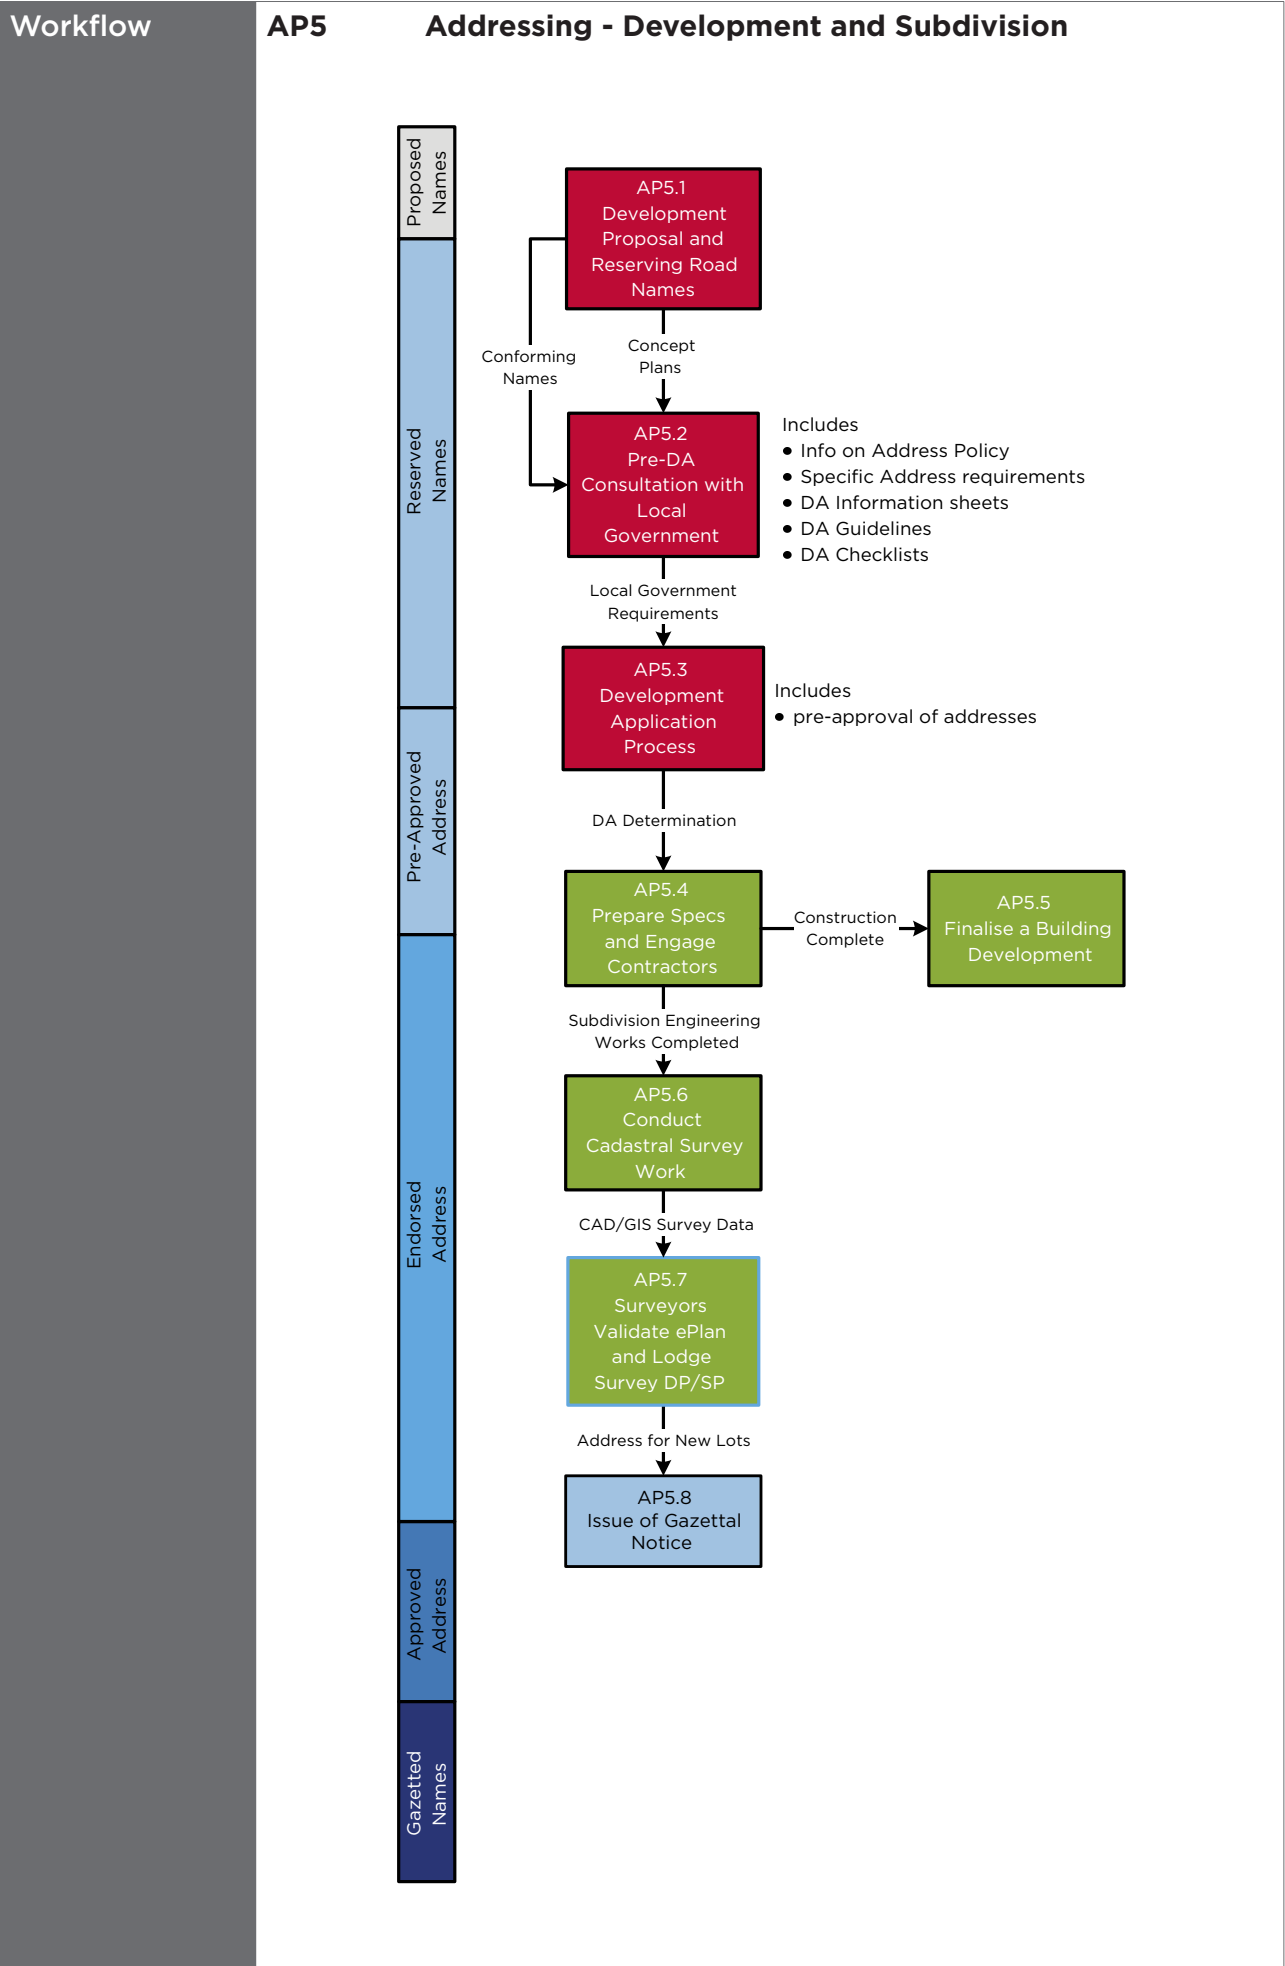 Workflow
AP5 Addressing - Development and Subdivision
Proposed
Names
Reserved
Names
Pre-Approved
Address
Endorsed
Address
Approved
Address
Gazetted
Names
AP5.1
Development
Proposal and
Reserving Road
Names
Conforming
Names
Concept
Plans
AP5.2
Pre-DA
Consultation with
Local
Government
Includes
• Info on Address Policy
• Specific Address requirements
• DA Information sheets
• DA Guidelines
• DA Checklists
Local Government
Requirements
AP5.3
Development
Application
Process
Includes
• pre-approval of addresses
DA Determination
AP5.4
Prepare Specs
and Engage
Contractors
Construction
Complete
AP5.5
Finalise a Building
Development
Subdivision Engineering
Works Completed
AP5.6
Conduct
Cadastral Survey
Work
CAD/GIS Survey Data
AP5.7
Surveyors
Validate ePlan
and Lodge
Survey DP/SP
Address for New Lots
AP5.8
Issue of Gazettal
Notice